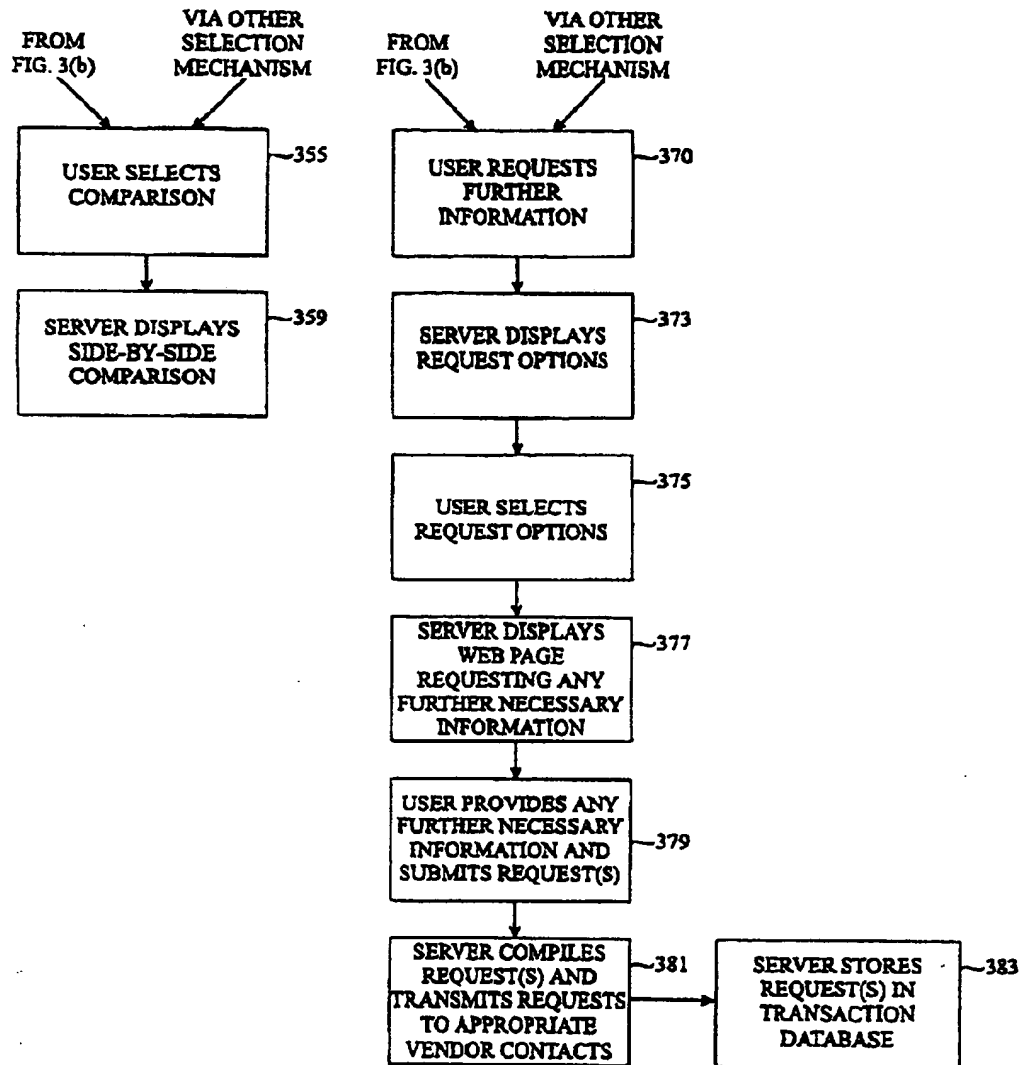 FROM
FIG. 3(b)
VIA OTHER
SELECTION
MECHANISM
USER SELECTS
COMPARISON
355
SERVER DISPLAYS
SIDE-BY-SIDE
COMPARISON
359
FROM
FIG. 3(b)
VIA OTHER
SELECTION
MECHANISM
USER REQUESTS
FURTHER
INFORMATION
370
SERVER DISPLAYS
REQUEST OPTIONS
373
USER SELECTS
REQUEST OPTIONS
375
SERVER DISPLAYS
WEB PAGE
REQUESTING ANY
FURTHER NECESSARY
INFORMATION
377
USER PROVIDES ANY
FURTHER NECESSARY
INFORMATION AND
SUBMITS REQUEST(S)
379
SERVER COMPILES
REQUEST(S) AND
TRANSMITS REQUESTS
TO APPROPRIATE
VENDOR CONTACTS
381
SERVER STORES
REQUEST(S) IN
TRANSACTION
DATABASE
383